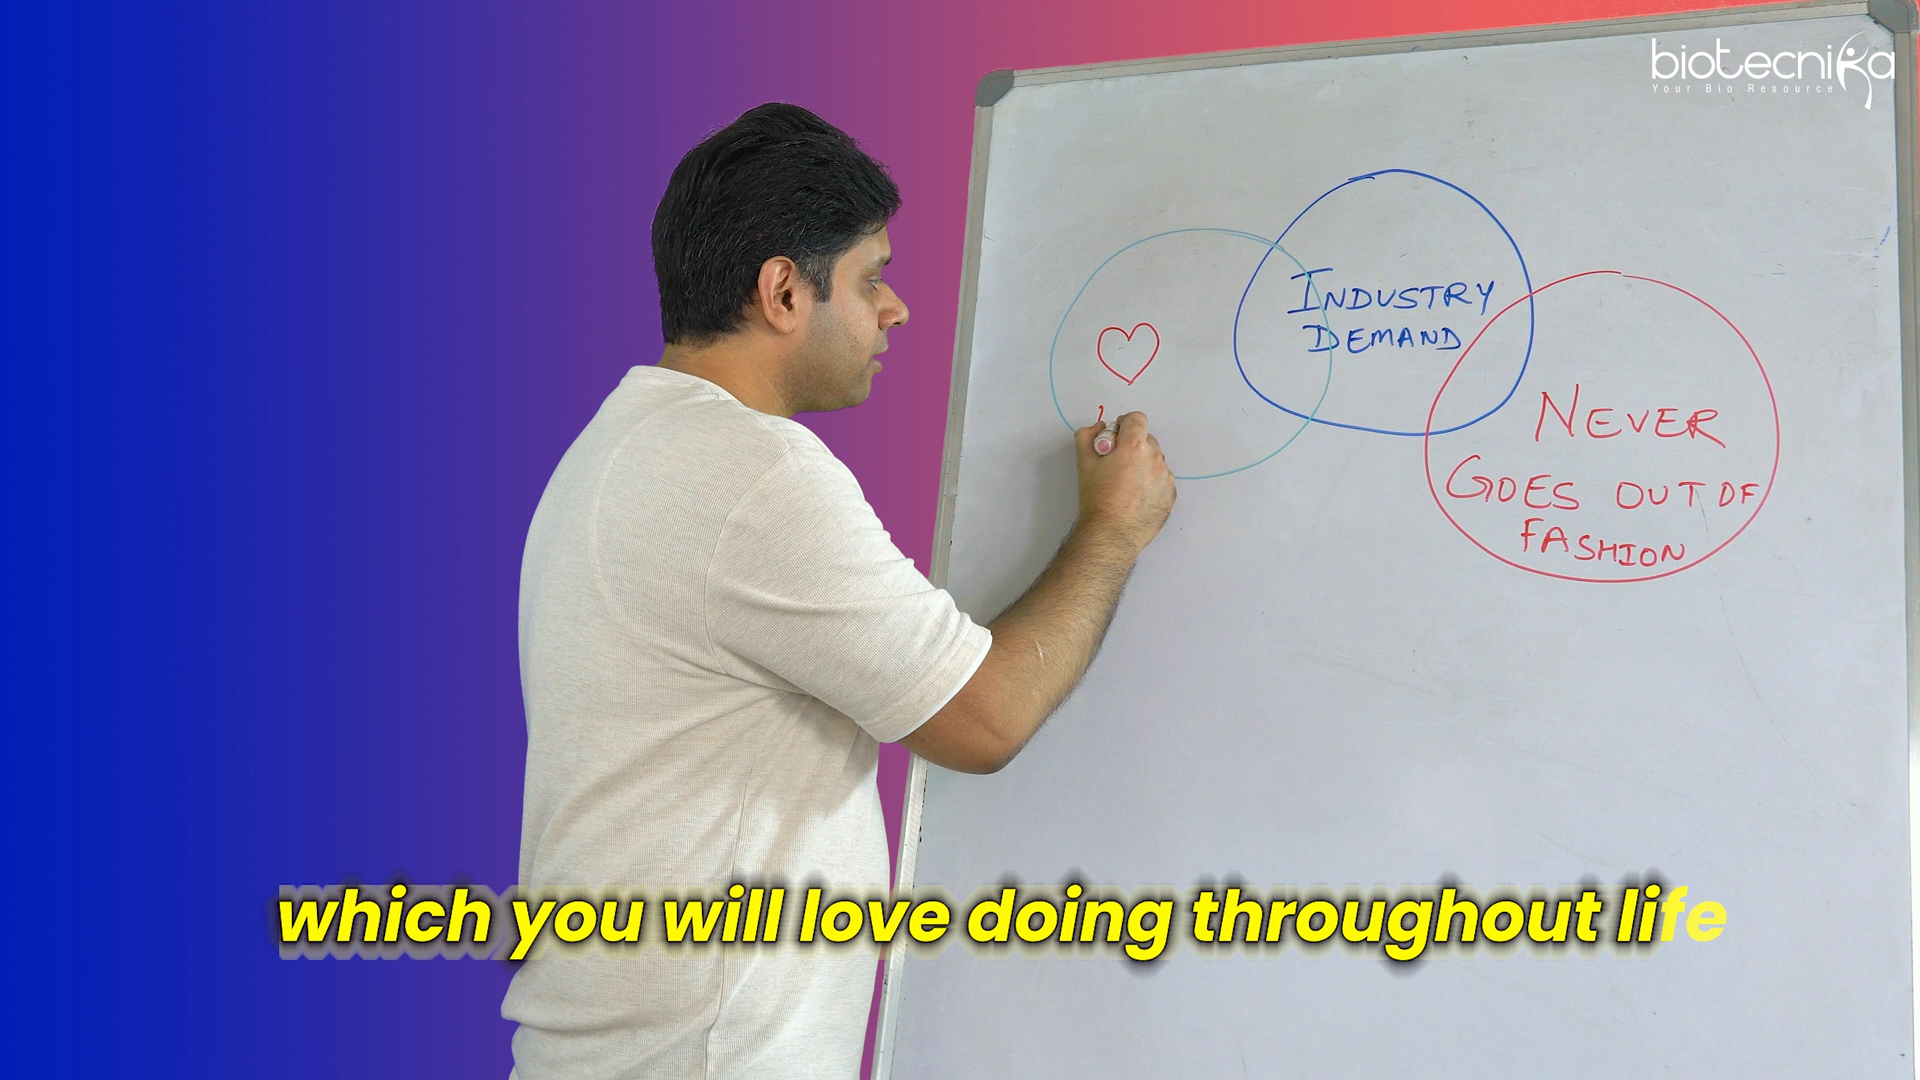 biotecnika
Your Bio Resource
INDUSTRY
DEMAND
NEVER
GOES OUT OF
FASHION
which you will love doing throughout life